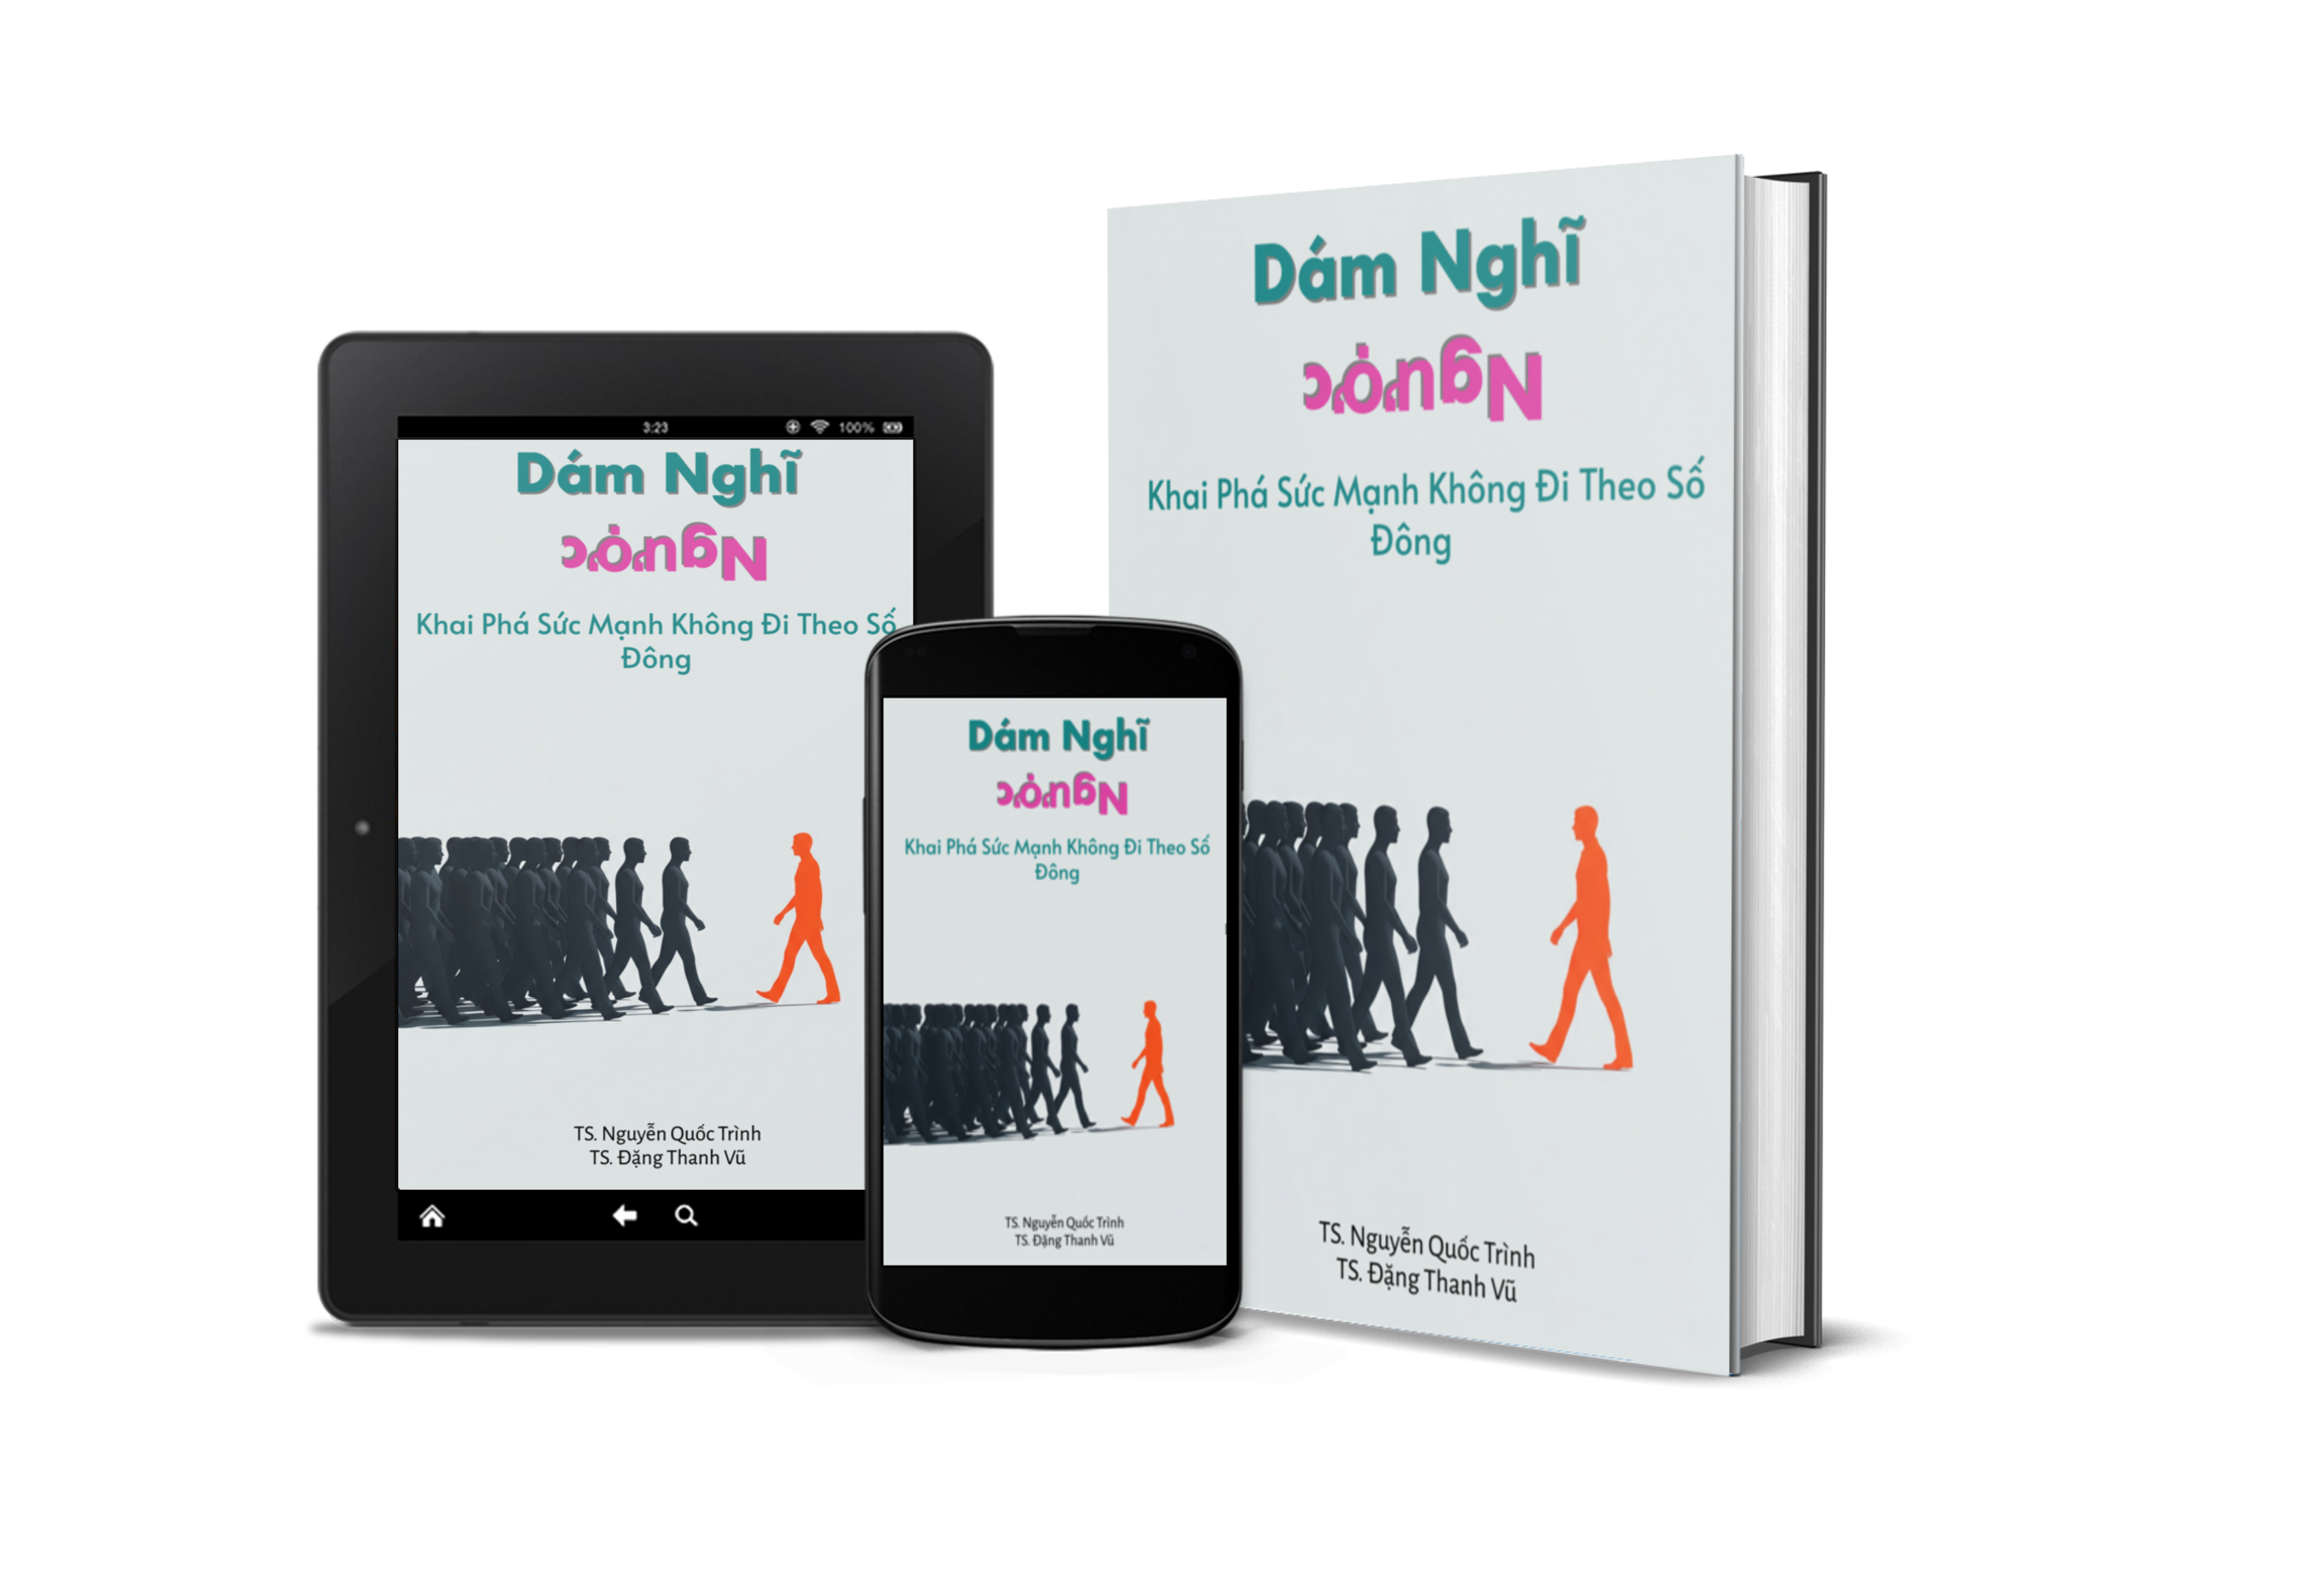 3:23
100%
Dám Nghĩ
Ngược
Khai Phá Sức Mạnh Không Đi Theo Số
Đông
TS. Nguyễn Quốc Trình
TS. Đặng Thanh Vũ
Dám Nghĩ
Ngược
Khai Phá Sức Mạnh Không Đi Theo Số
Đông
TS. Nguyễn Quốc Trình
TS. Đặng Thanh Vũ
Dám Nghĩ
Ngược
Khai Phá Sức Mạnh Không Đi Theo Số
Đông
TS. Nguyễn Quốc Trình
TS. Đặng Thanh Vũ